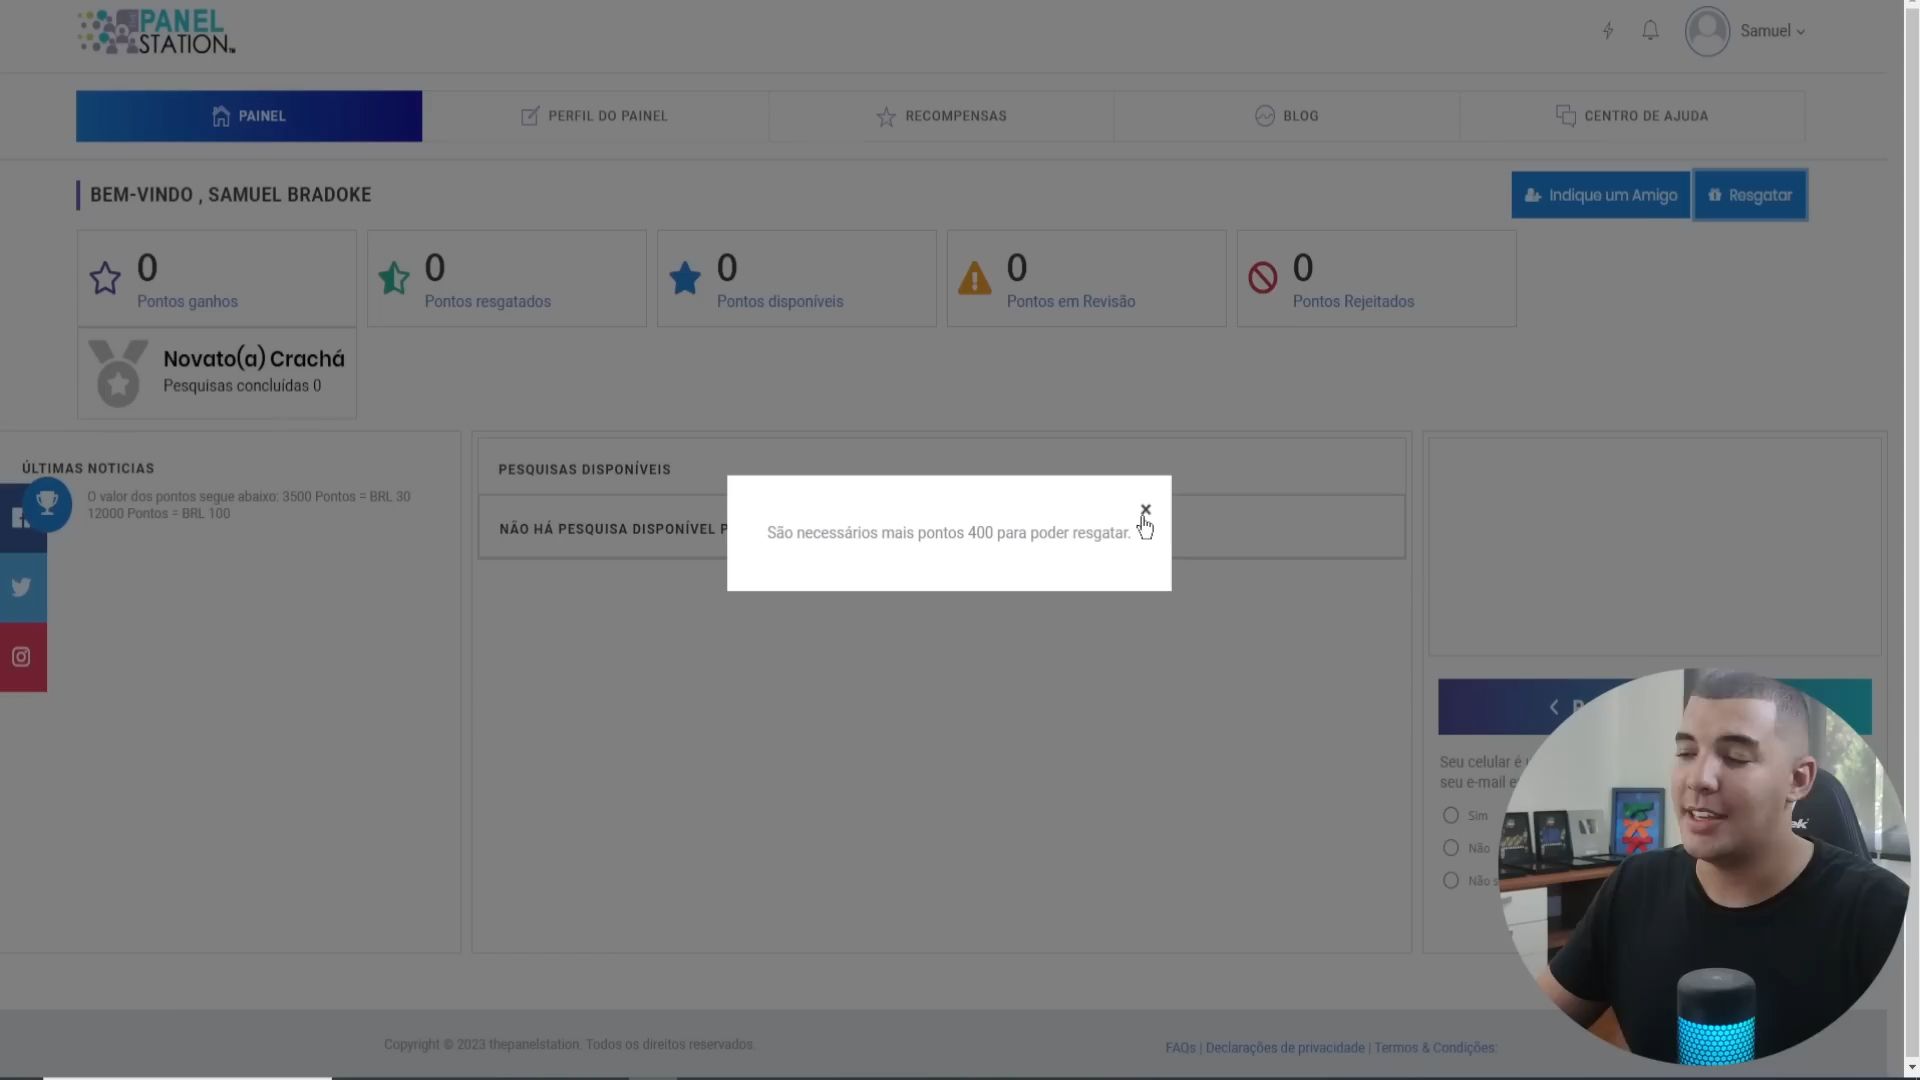 THE PANEL
STATION™
Samuel
PAINEL
PERFIL DO PAINEL
RECOMPENSAS
BLOG
CENTRO DE AJUDA
BEM-VINDO , SAMUEL BRADOKE
Indique um Amigo
Resgatar
0
Pontos ganhos
0
Pontos resgatados
0
Pontos disponíveis
0
Pontos em Revisão
0
Pontos Rejeitados
Novato(a) Crachá
Pesquisas concluídas 0
ÚLTIMAS NOTICIAS
O valor dos pontos segue abaixo: 3500 Pontos = BRL 30
12000 Pontos = BRL 100
PESQUISAS DISPONÍVEIS
NÃO HÁ PESQUISA DISPONÍVEL P
×
São necessários mais pontos 400 para poder resgatar.
Seu celular é
seu e-mail e
Sim
Não
Não s
Copyright © 2023 thepanelstation. Todos os direitos reservados.
FAQs | Declarações de privacidade | Termos & Condições: